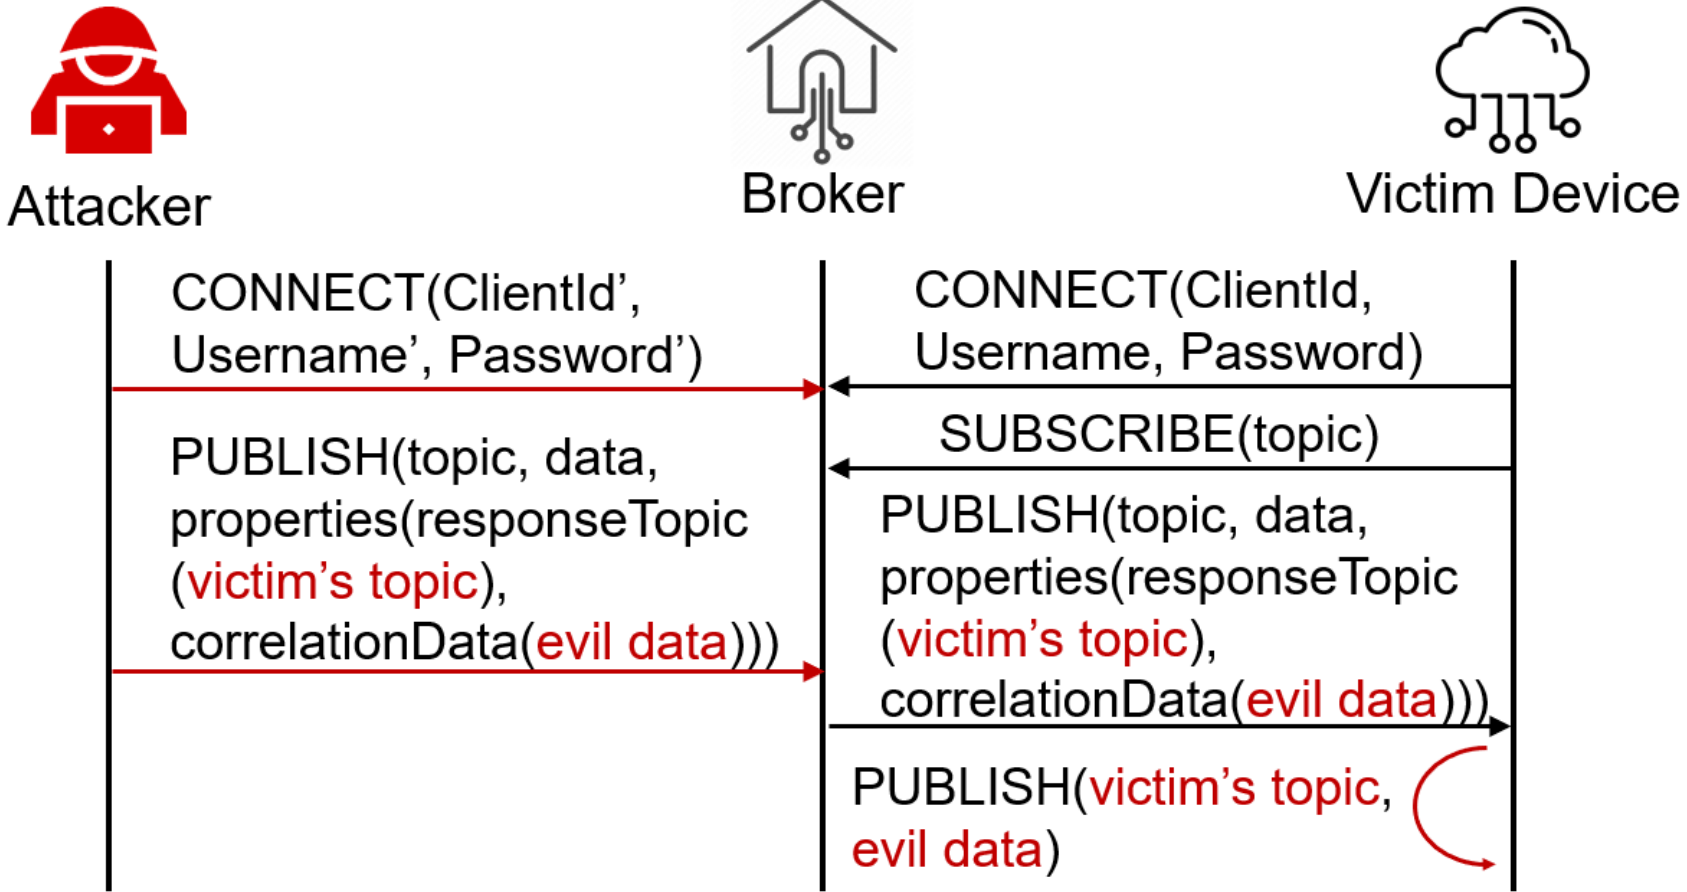 Attacker
Broker
Victim Device
CONNECT(ClientId’,
Username’, Password’)
CONNECT(ClientId,
Username, Password)
SUBSCRIBE(topic)
PUBLISH(topic, data,
properties(responseTopic
(victim’s topic),
correlationData(evil data)))
PUBLISH(topic, data,
properties(responseTopic
(victim’s topic),
correlationData(evil data)))
PUBLISH(victim’s topic,
evil data)